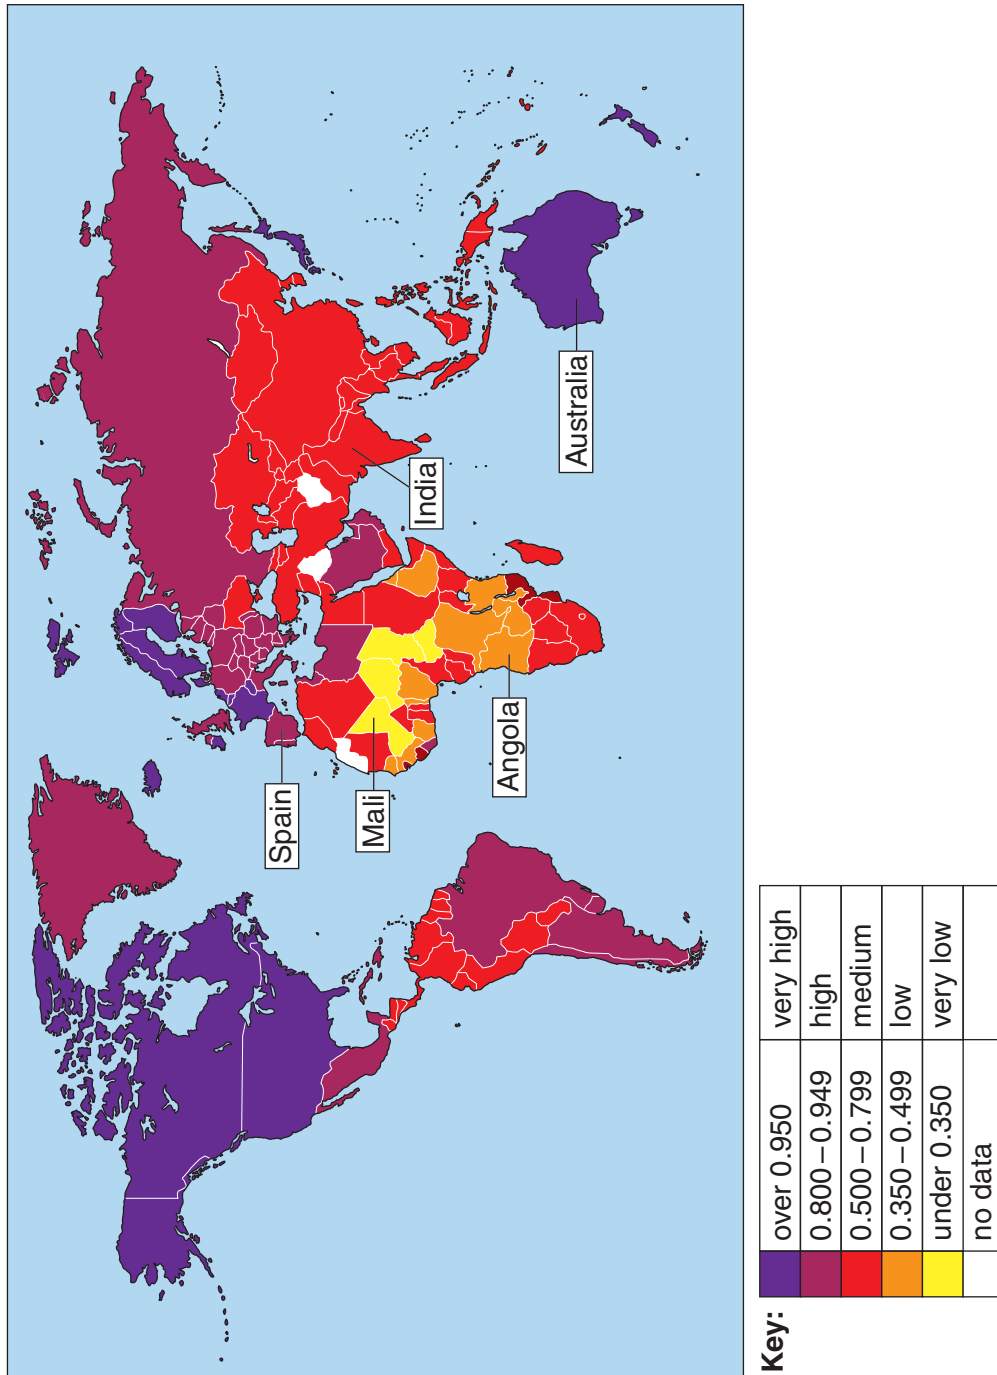 Spain
Mali
India
Angola
Australia
Key:
over 0.950 very high
0.800–0.949 high
0.500–0.799 medium
0.350–0.499 low
under 0.350 very low
no data